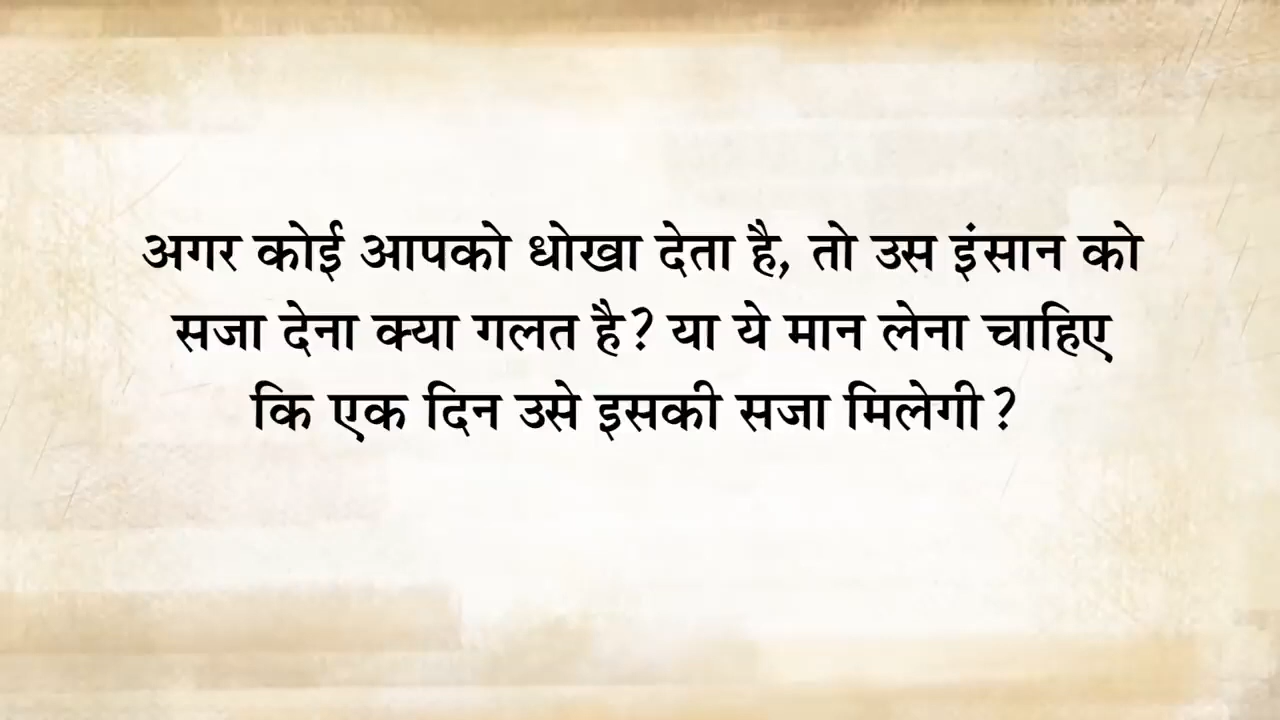 अगर कोई आपको धोखा देता है, तो उस इंसान को
सजा देना क्या गलत है? या ये मान लेना चाहिए
कि एक दिन उसे इसकी सजा मिलेगी?